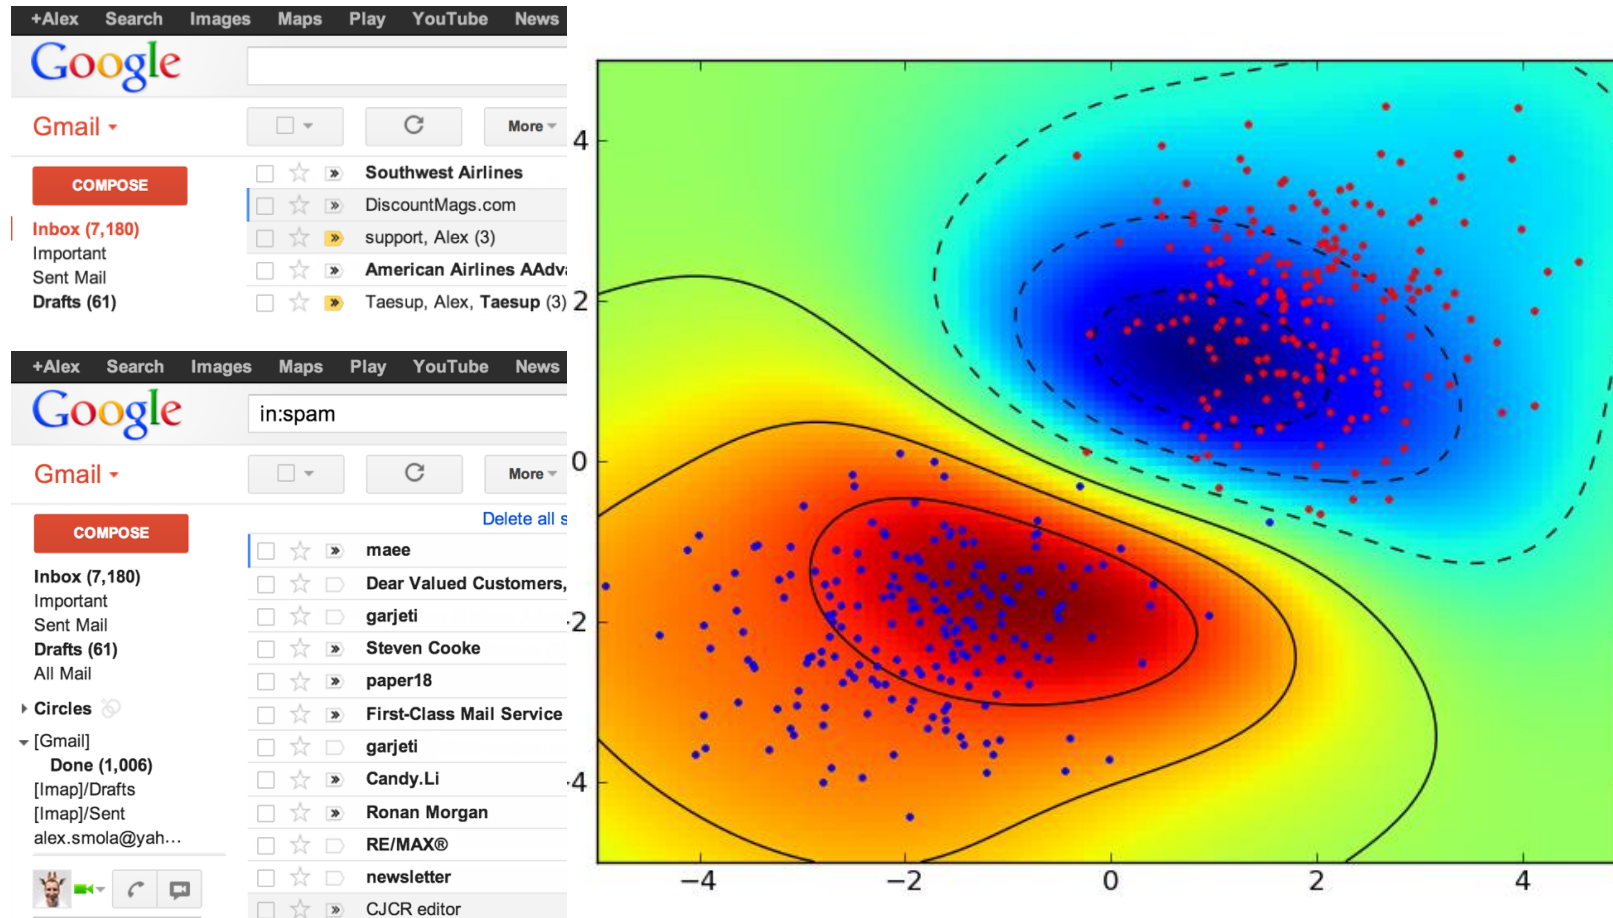 +Alex Search Images Maps Play YouTube News
Google
Gmail
More
COMPOSE
Southwest Airlines
DiscountMags.com
Inbox (7,180)
support, Alex (3)
Important
Sent Mail
American Airlines AAdva
Drafts (61)
Taesup, Alex, Taesup (3)
+Alex Search Images Maps Play YouTube News
Google
in:spam
Gmail
More
Delete all s
COMPOSE
maee
Inbox (7,180)
Dear Valued Customers,
Important
garjeti
Sent Mail
Drafts (61)
Steven Cooke
All Mail
paper18
Circles
First-Class Mail Service
[Gmail]
garjeti
Done (1,006)
Candy.Li
[Imap]/Drafts
[Imap]/Sent
Ronan Morgan
alex.smola@yah...
RE/MAX®
newsletter
CJCR editor
4
2
0
-2
-4
−4 −2 0 2 4